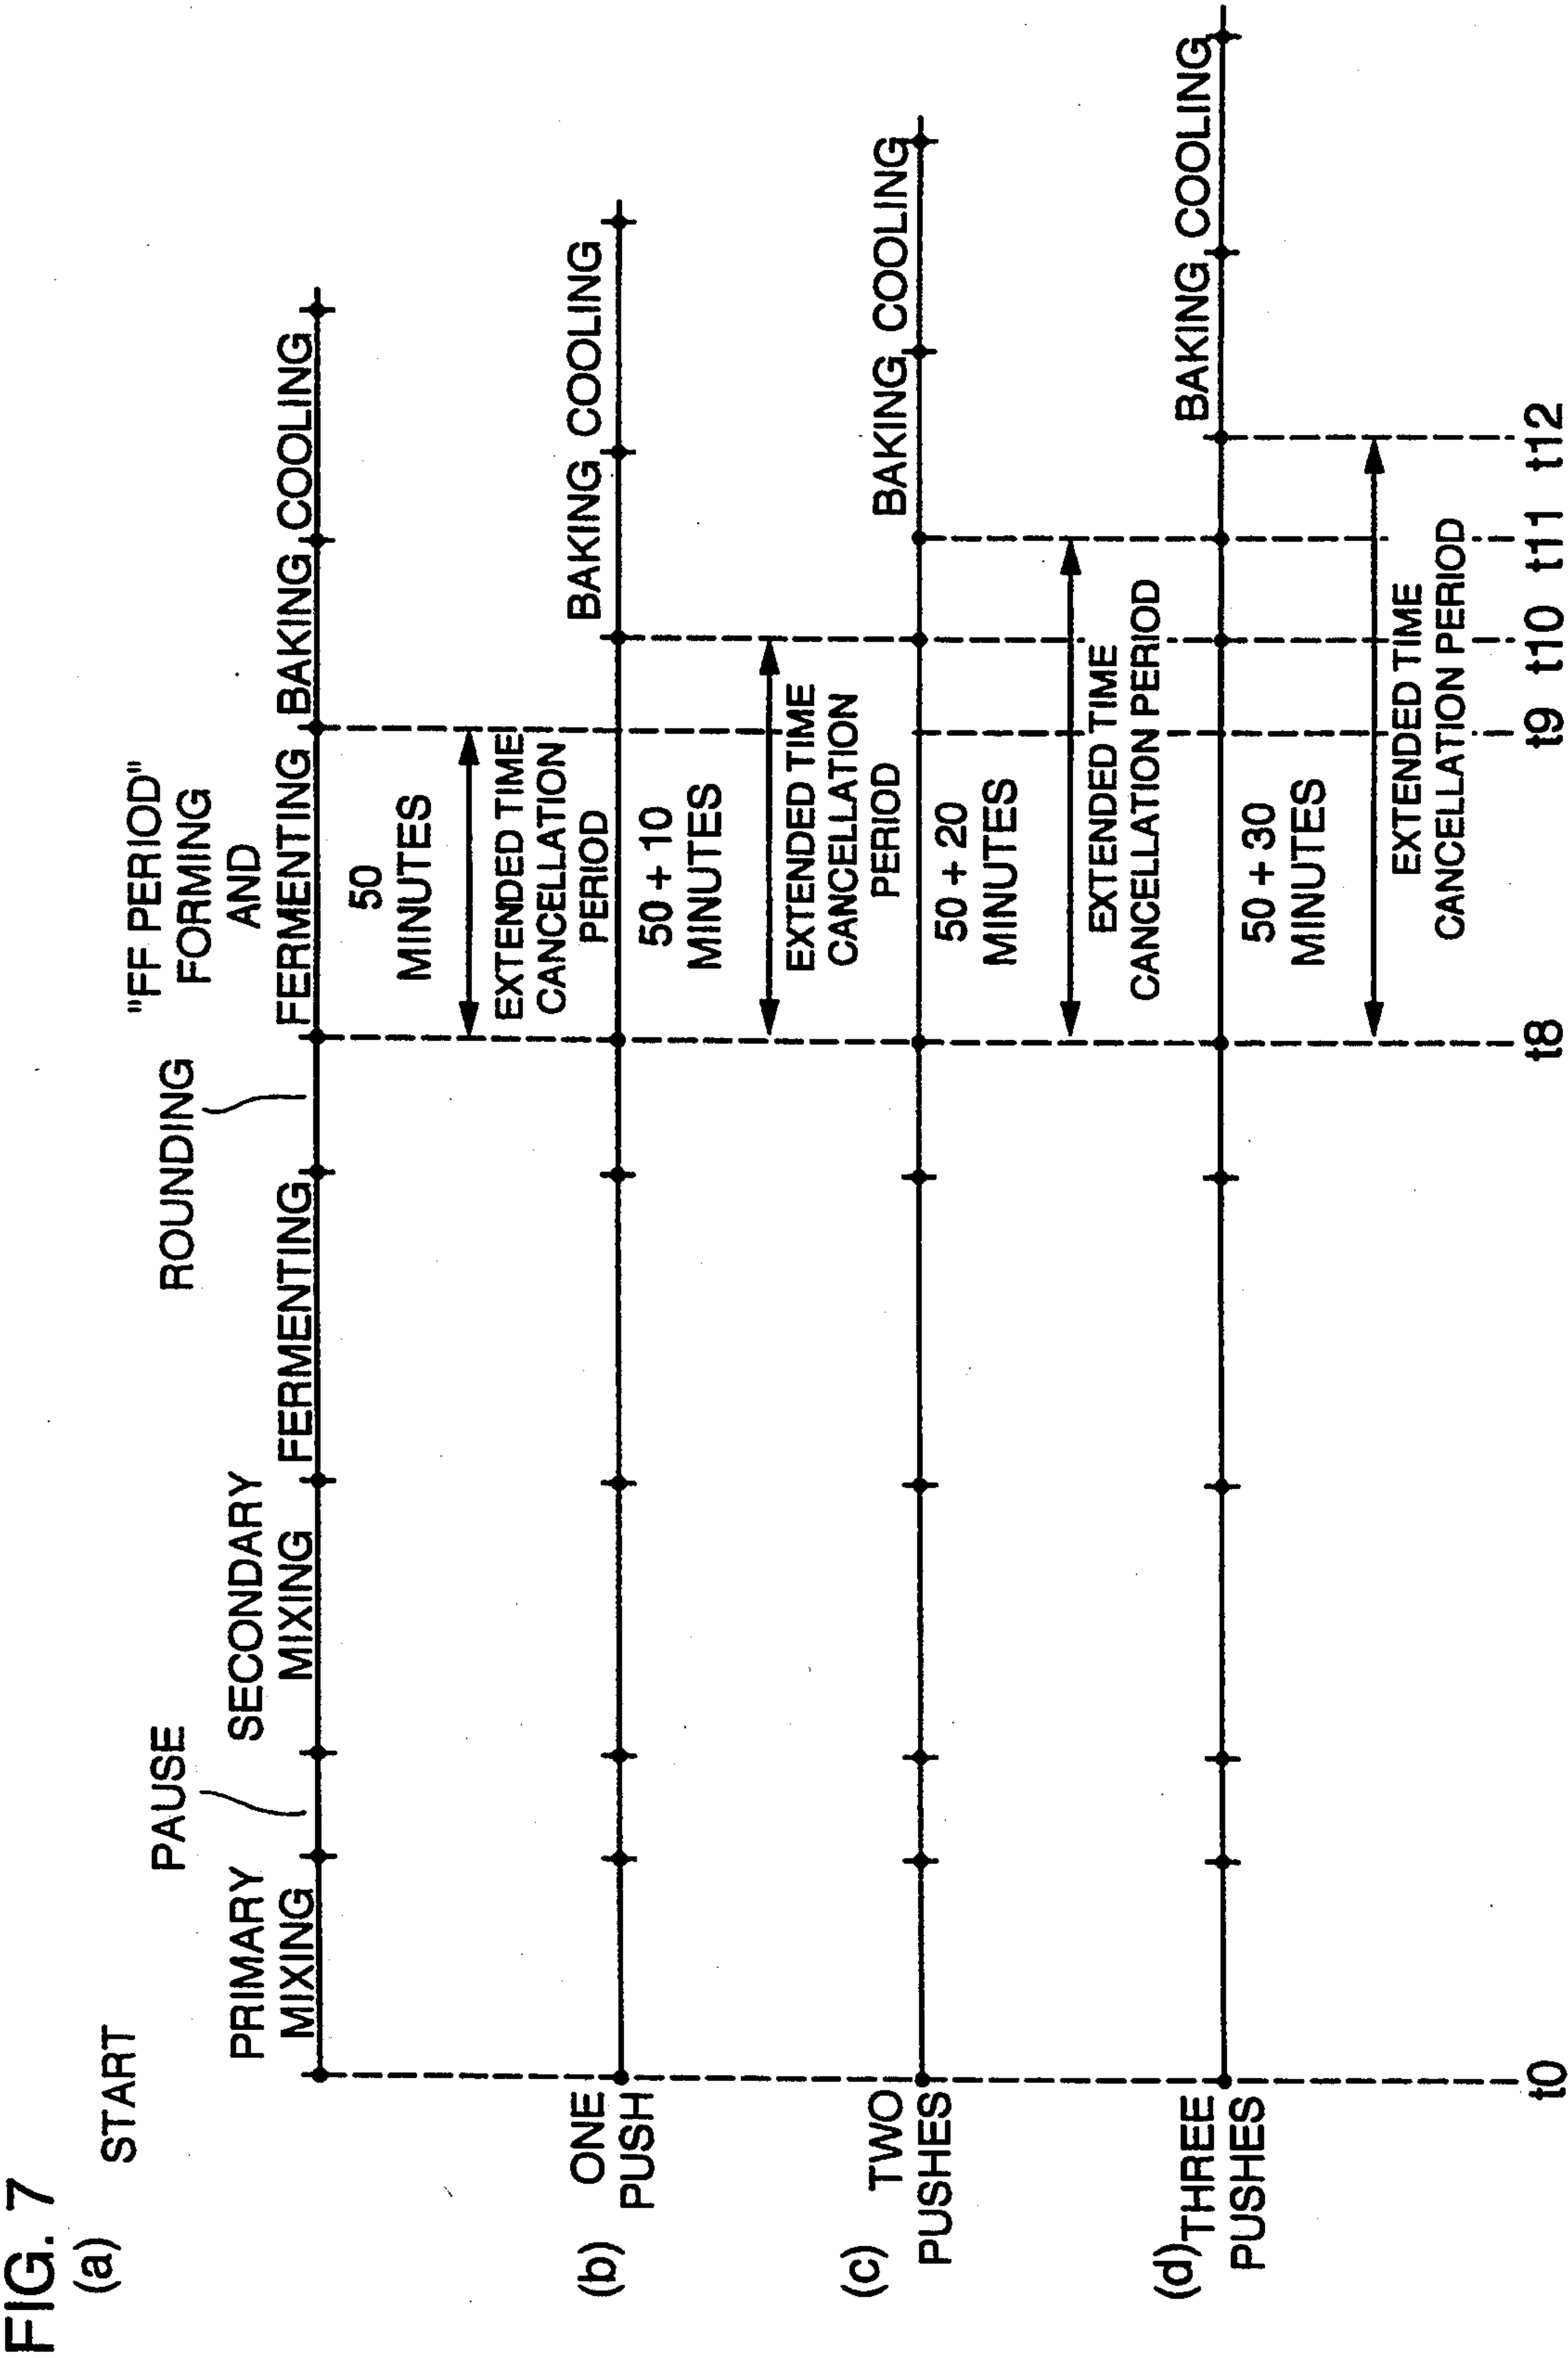 FIG. 7
(a)
START
PRIMARY
MIXING
PAUSE
SECONDARY
MIXING
FERMENTING
ROUNDING
"FF PERIOD"
FORMING
AND
FERMENTING
BAKING
COOLING
50
MINUTES
EXTENDED TIME
CANCELLATION
PERIOD
(b)
ONE
PUSH
BAKING
COOLING
50 + 10
MINUTES
EXTENDED TIME
CANCELLATION
PERIOD
(c)
TWO
PUSHES
BAKING
COOLING
50 + 20
MINUTES
EXTENDED TIME
CANCELLATION PERIOD
(d)
THREE
PUSHES
BAKING
COOLING
50 + 30
MINUTES
EXTENDED TIME
CANCELLATION PERIOD
t0
t8
t9
t10
t11
t12